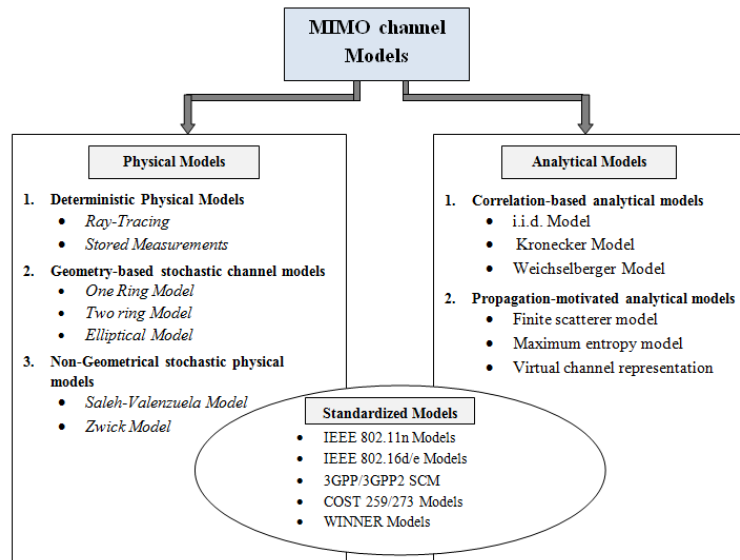 MIMO channel
Models
Physical Models
1. Deterministic Physical Models
• Ray-Tracing
• Stored Measurements
2. Geometry-based stochastic channel models
• One Ring Model
• Two ring Model
• Elliptical Model
3. Non-Geometrical stochastic physical
models
• Saleh-Valenzuela Model
• Zwick Model
Analytical Models
1. Correlation-based analytical models
• i.i.d. Model
• Kronecker Model
• Weichselberger Model
2. Propagation-motivated analytical models
• Finite scatterer model
• Maximum entropy model
• Virtual channel representation
Standardized Models
• IEEE 802.11n Models
• IEEE 802.16d/e Models
• 3GPP/3GPP2 SCM
• COST 259/273 Models
• WINNER Models